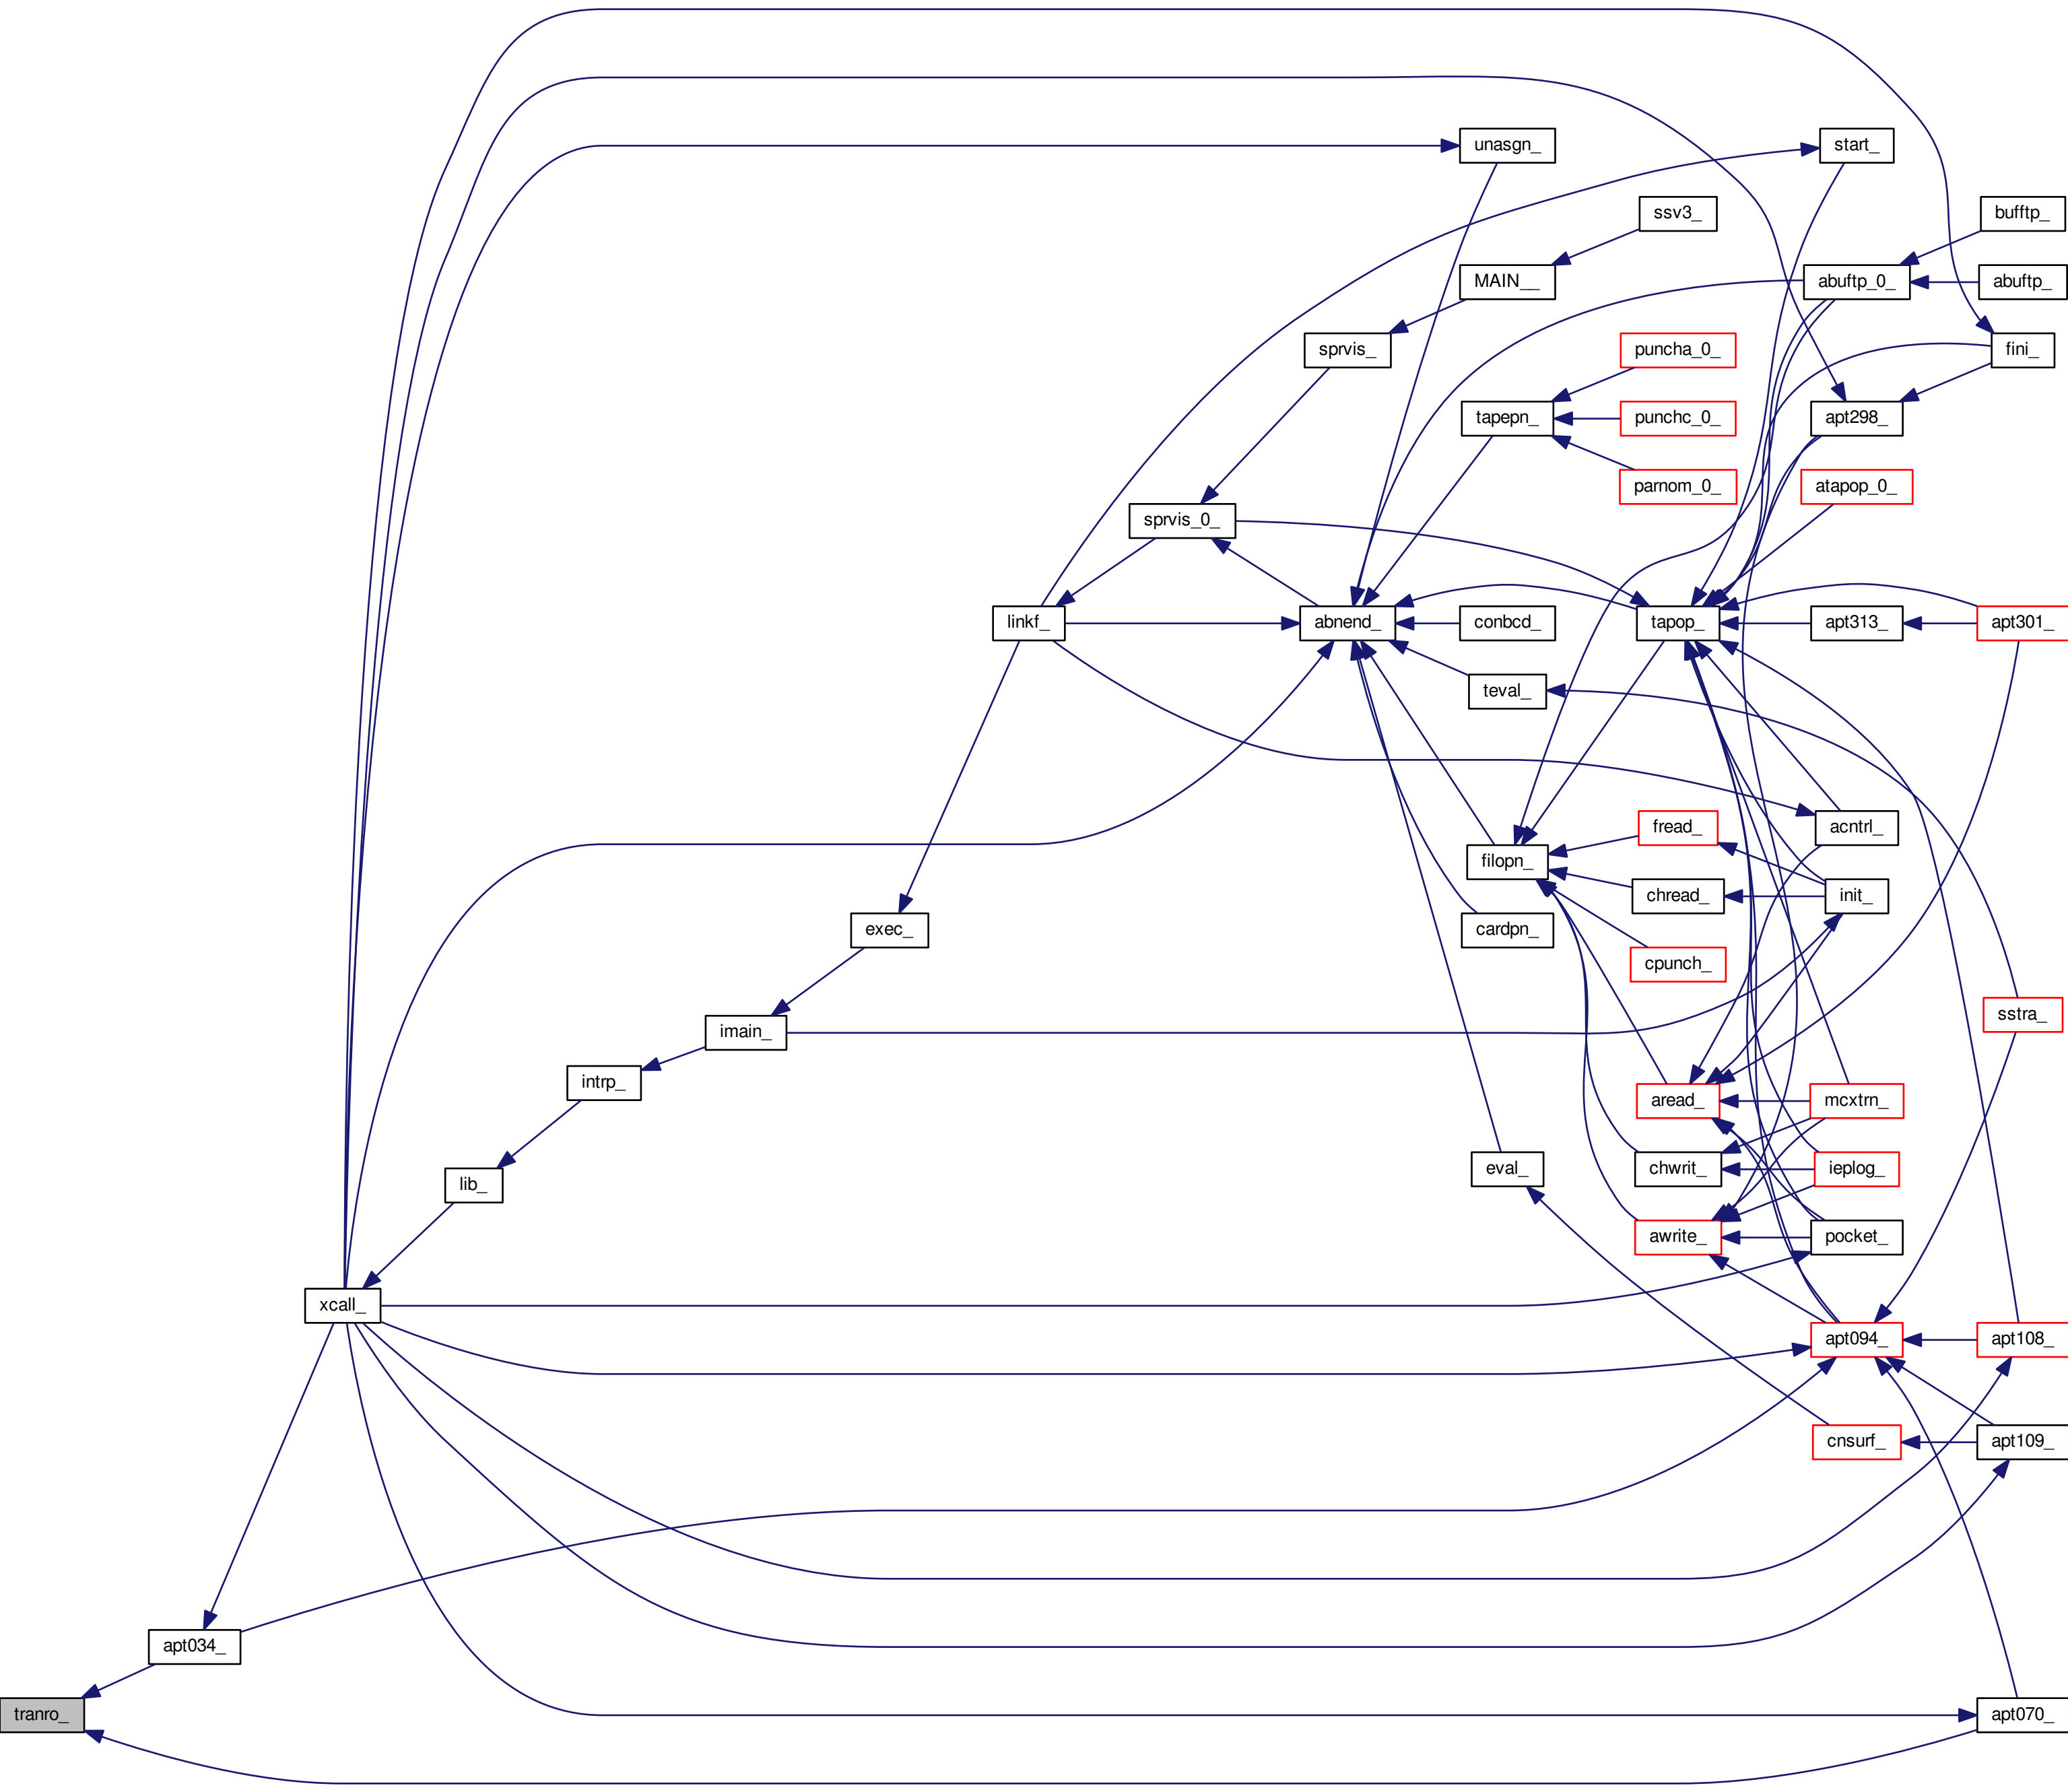 unasgn_
start_
ssv3_
bufftp_
MAIN__
abuftp_0_
abuftp_
sprvis_
puncha_0_
fini_
tapepn_
punchc_0_
apt298_
parnom_0_
atapop_0_
sprvis_0_
linkf_
abnend_
conbcd_
tapop_
apt313_
apt301_
teval_
fread_
acntrl_
filopn_
chread_
init_
exec_
cardpn_
cpunch_
imain_
sstra_
intrp_
aread_
mcxtrn_
lib_
eval_
chwrit_
ieplog_
awrite_
pocket_
xcall_
apt094_
apt108_
cnsurf_
apt109_
apt034_
tranro_
apt070_